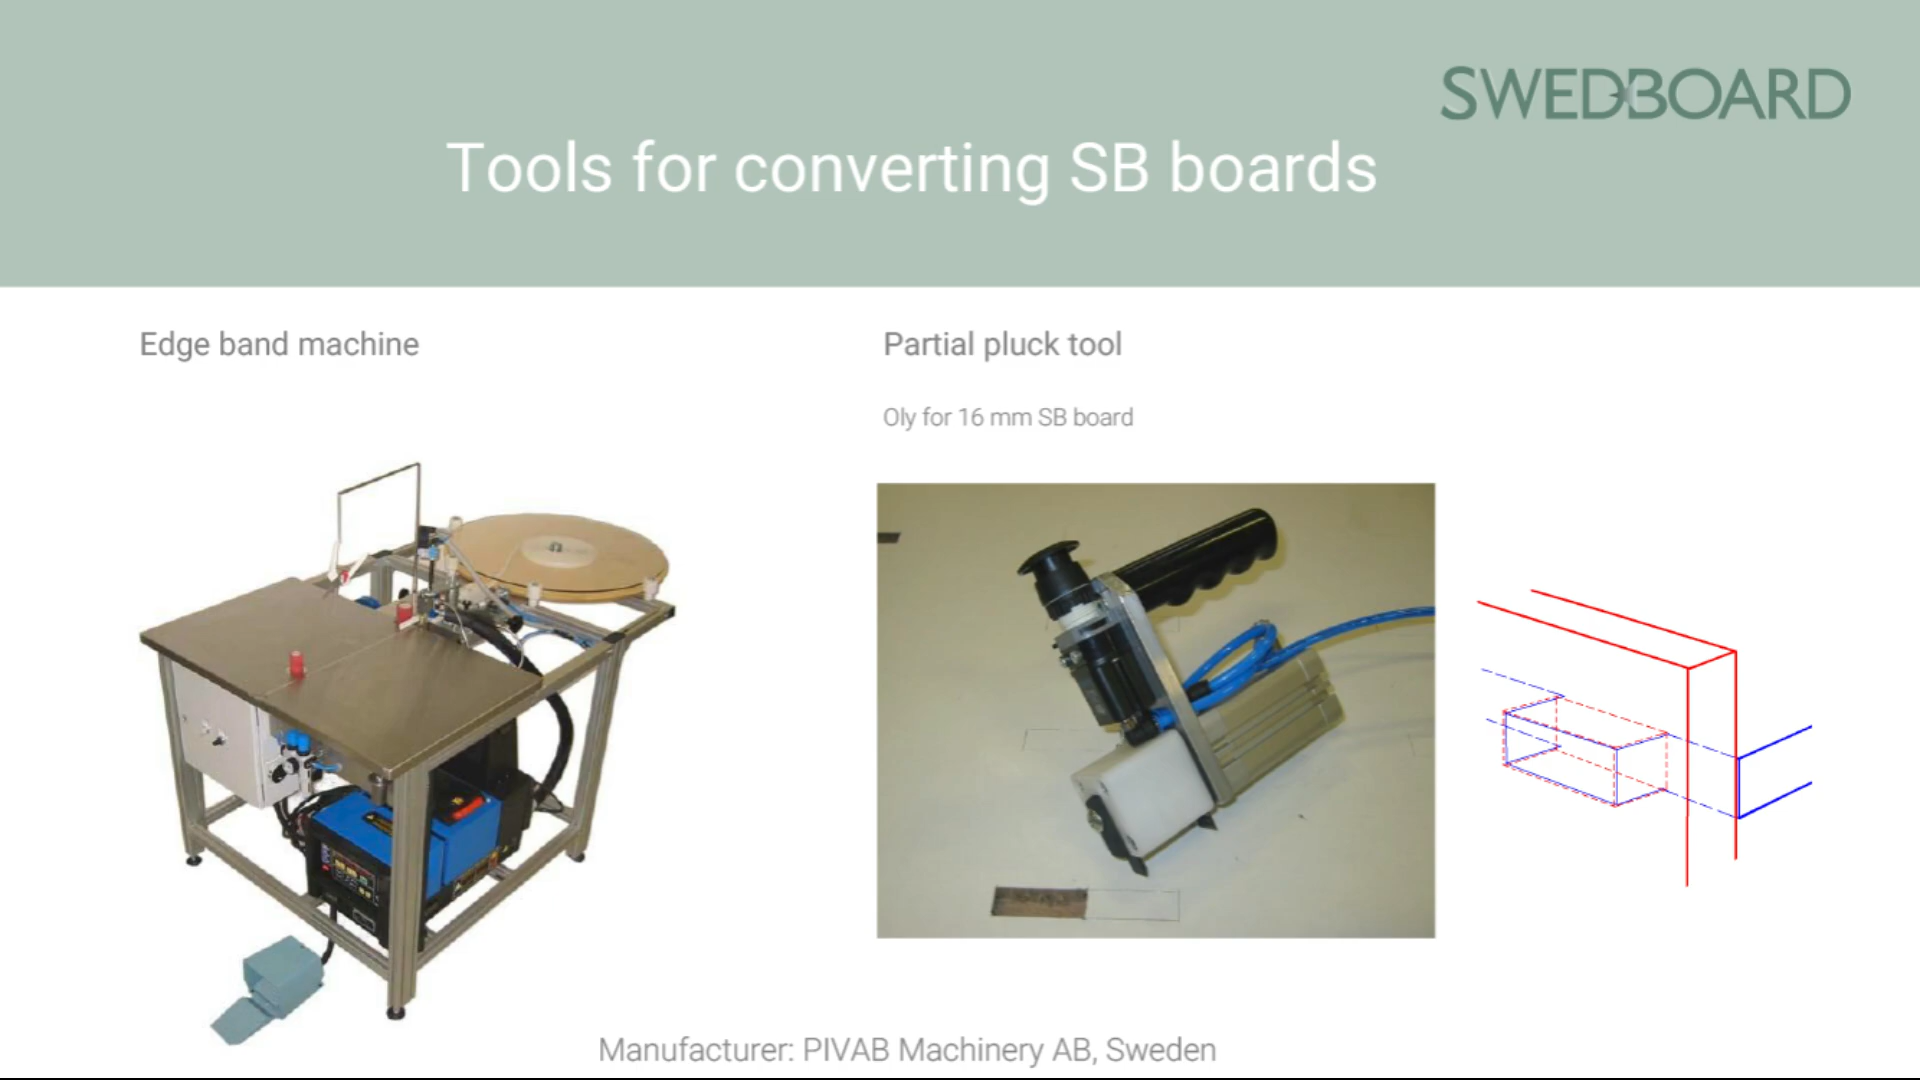 SWEDBOARD
Tools for converting SB boards
Edge band machine
Partial pluck tool
Oly for 16 mm SB board
Manufacturer: PIVAB Machinery AB, Sweden